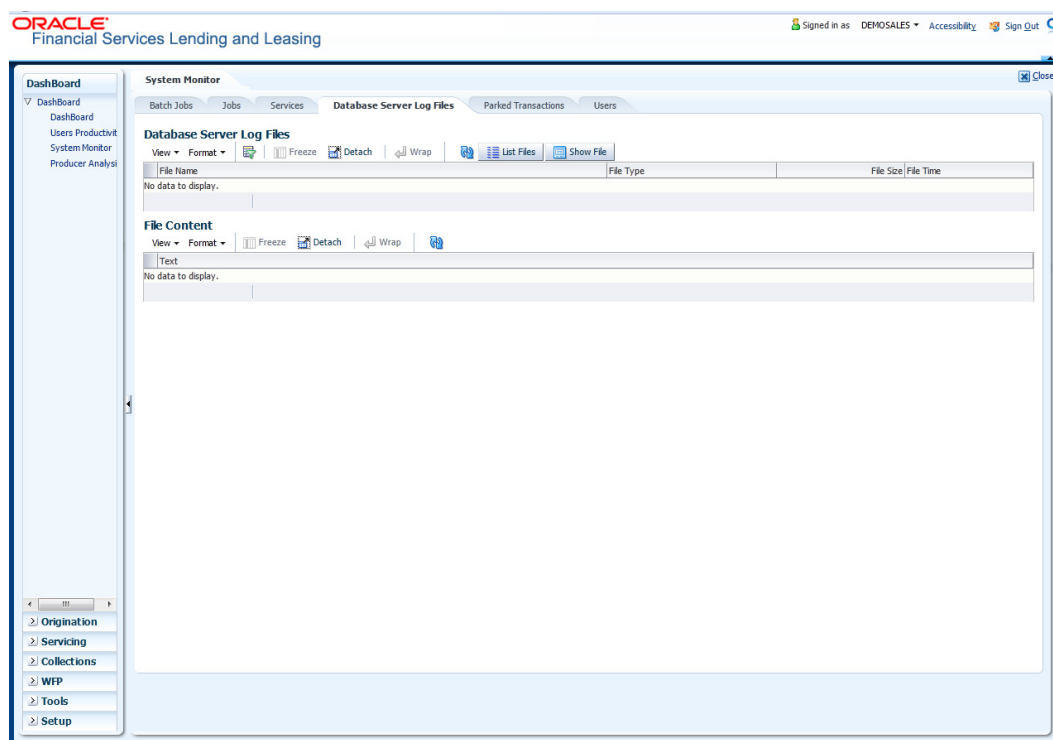 ORACLE
Financial Services Lending and Leasing
Signed in as DEMOSALES Accessibility Sign Out
DashBoard
DashBoard
DashBoard
Users Productivit
System Monitor
Producer Analysi
Origination
Servicing
Collections
WFP
Tools
Setup
System Monitor
Close
Batch Jobs Jobs Services Database Server Log Files Parked Transactions Users
Database Server Log Files
View Format Freeze Detach Wrap List Files Show File
File Name File Type File Size File Time
No data to display.
File Content
View Format Freeze Detach Wrap
Text
No data to display.